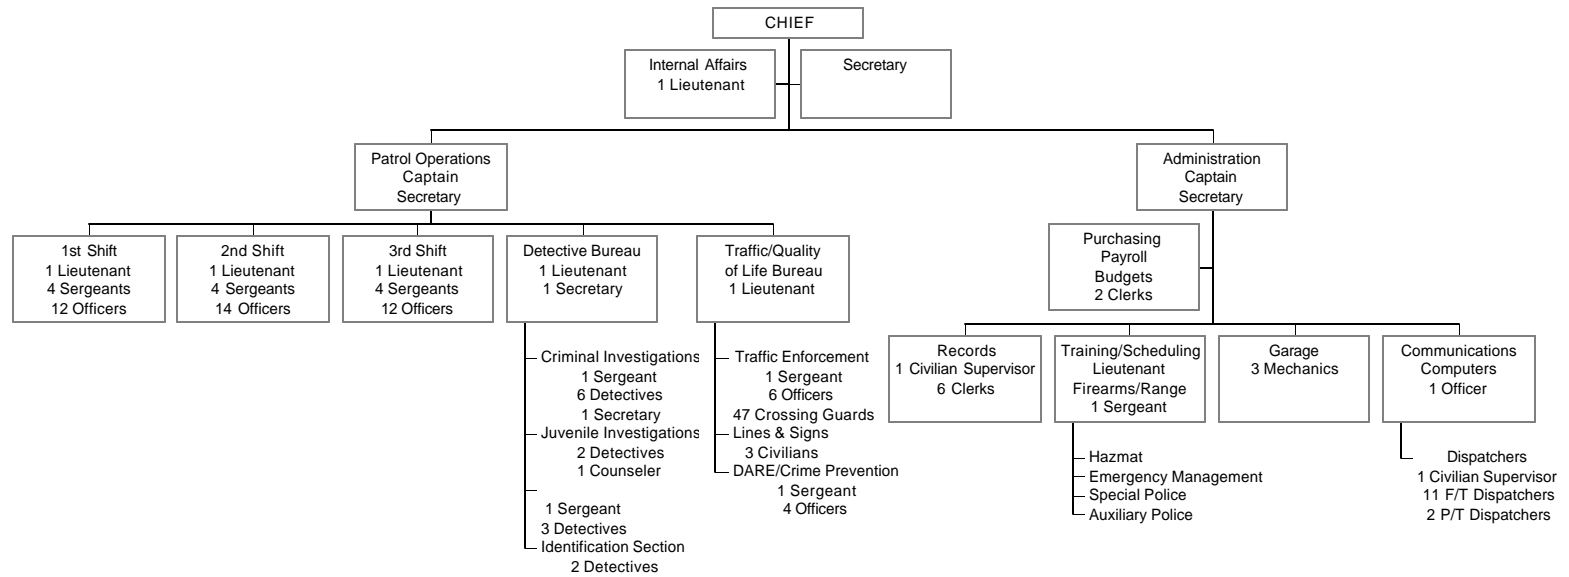 CHIEF
Internal Affairs
1 Lieutenant
Secretary
Patrol Operations
Captain
Secretary
Administration
Captain
Secretary
1st Shift
1 Lieutenant
4 Sergeants
12 Officers
2nd Shift
1 Lieutenant
4 Sergeants
14 Officers
3rd Shift
1 Lieutenant
4 Sergeants
12 Officers
Detective Bureau
1 Lieutenant
1 Secretary
Traffic/Quality
of Life Bureau
1 Lieutenant
Purchasing
Payroll
Budgets
2 Clerks
Criminal Investigations
1 Sergeant
6 Detectives
1 Secretary
Juvenile Investigations
2 Detectives
1 Counseler
1 Sergeant
3 Detectives
Identification Section
2 Detectives
Traffic Enforcement
1 Sergeant
6 Officers
47 Crossing Guards
Lines & Signs
3 Civilians
DARE/Crime Prevention
1 Sergeant
4 Officers
Records
1 Civilian Supervisor
6 Clerks
Training/Scheduling
Lieutenant
Firearms/Range
1 Sergeant
Garage
3 Mechanics
Communications
Computers
1 Officer
Hazmat
Emergency Management
Special Police
Auxiliary Police
Dispatchers
1 Civilian Supervisor
11 F/T Dispatchers
2 P/T Dispatchers